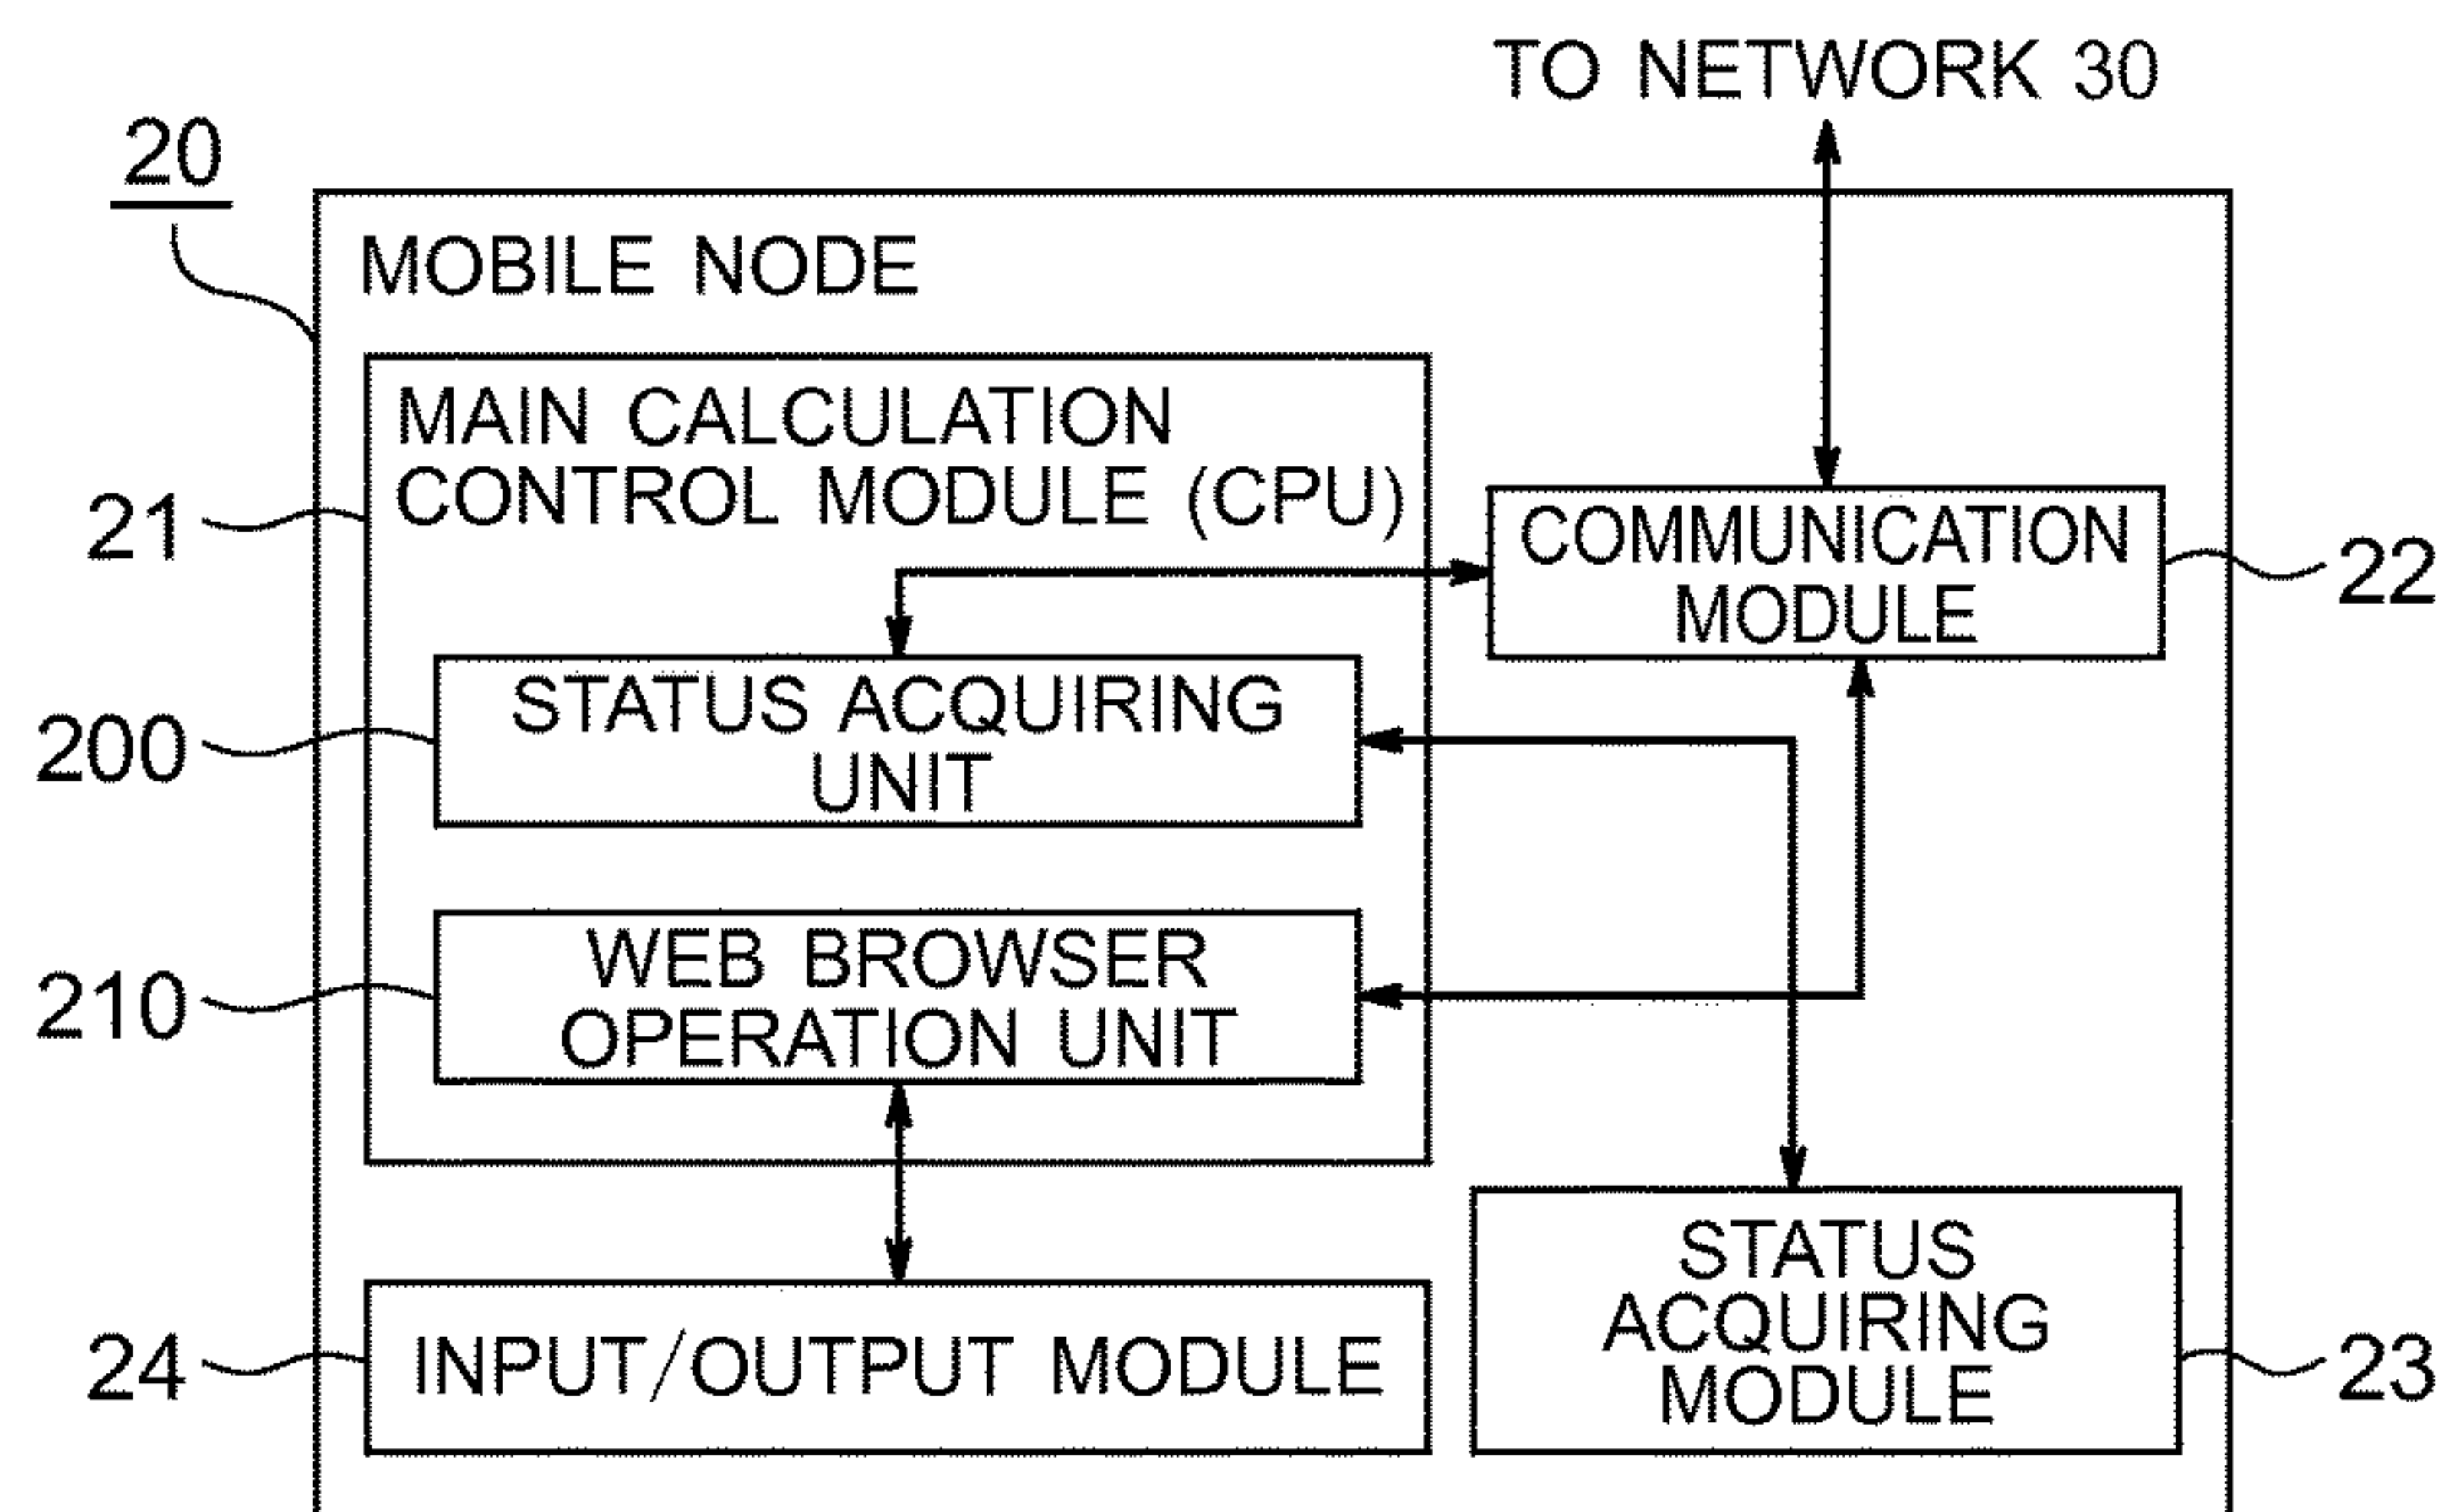 TO NETWORK 30
20
MOBILE NODE
MAIN CALCULATION
CONTROL MODULE (CPU)
21
COMMUNICATION
MODULE
22
STATUS ACQUIRING
UNIT
200
WEB BROWSER
OPERATION UNIT
210
STATUS
ACQUIRING
MODULE
23
INPUT/OUTPUT MODULE
24